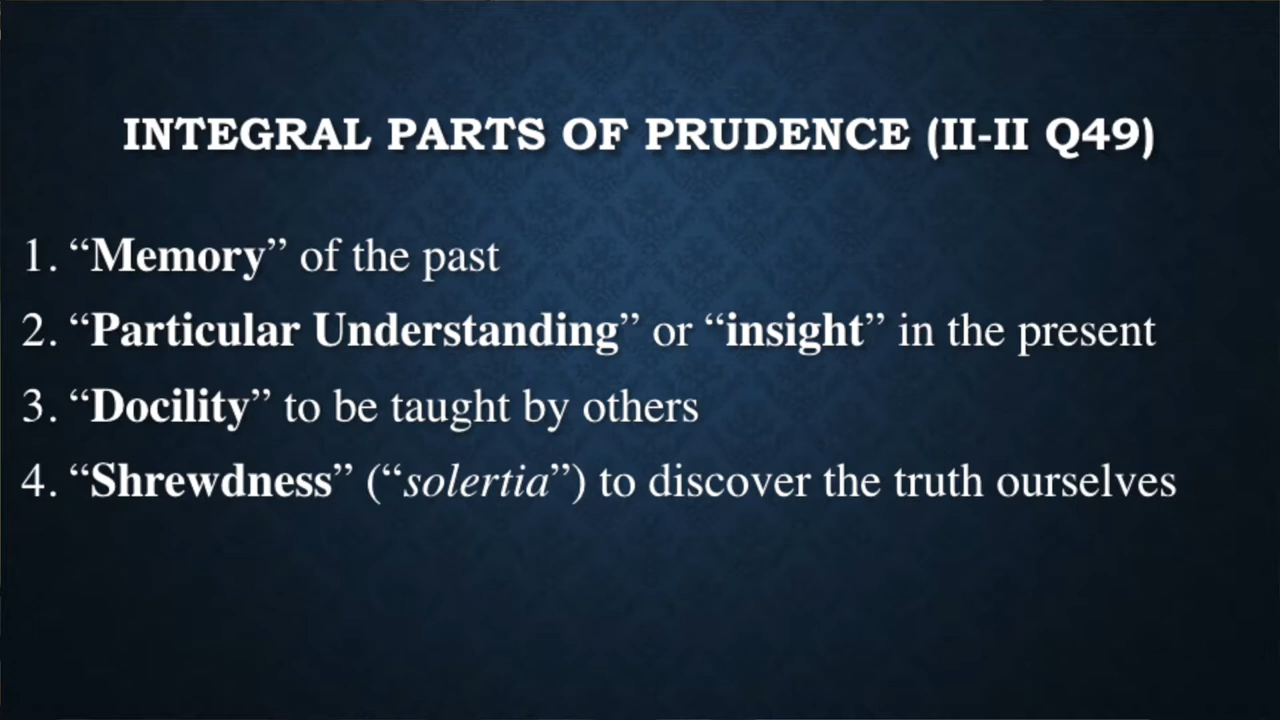 INTEGRAL PARTS OF PRUDENCE (II-II Q49)
1. “Memory” of the past
2. “Particular Understanding” or “insight” in the present
3. “Docility” to be taught by others
4. “Shrewdness” (“solertia”) to discover the truth ourselves